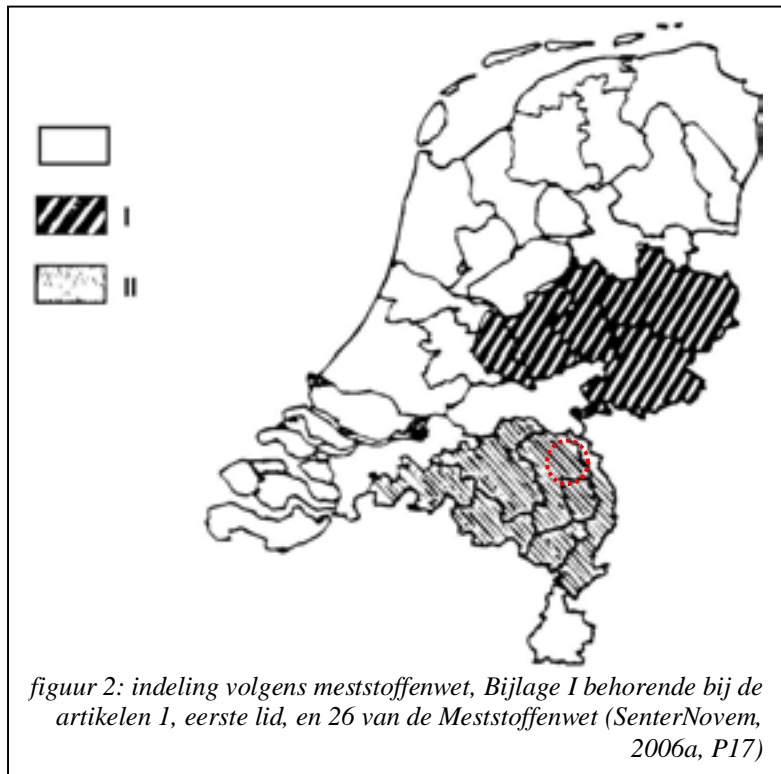 I
II
figuur 2: indeling volgens meststoffenwet, Bijlage I behorende bij de
artikelen 1, eerste lid, en 26 van de Meststoffenwet (SenterNovem,
2006a, P17)